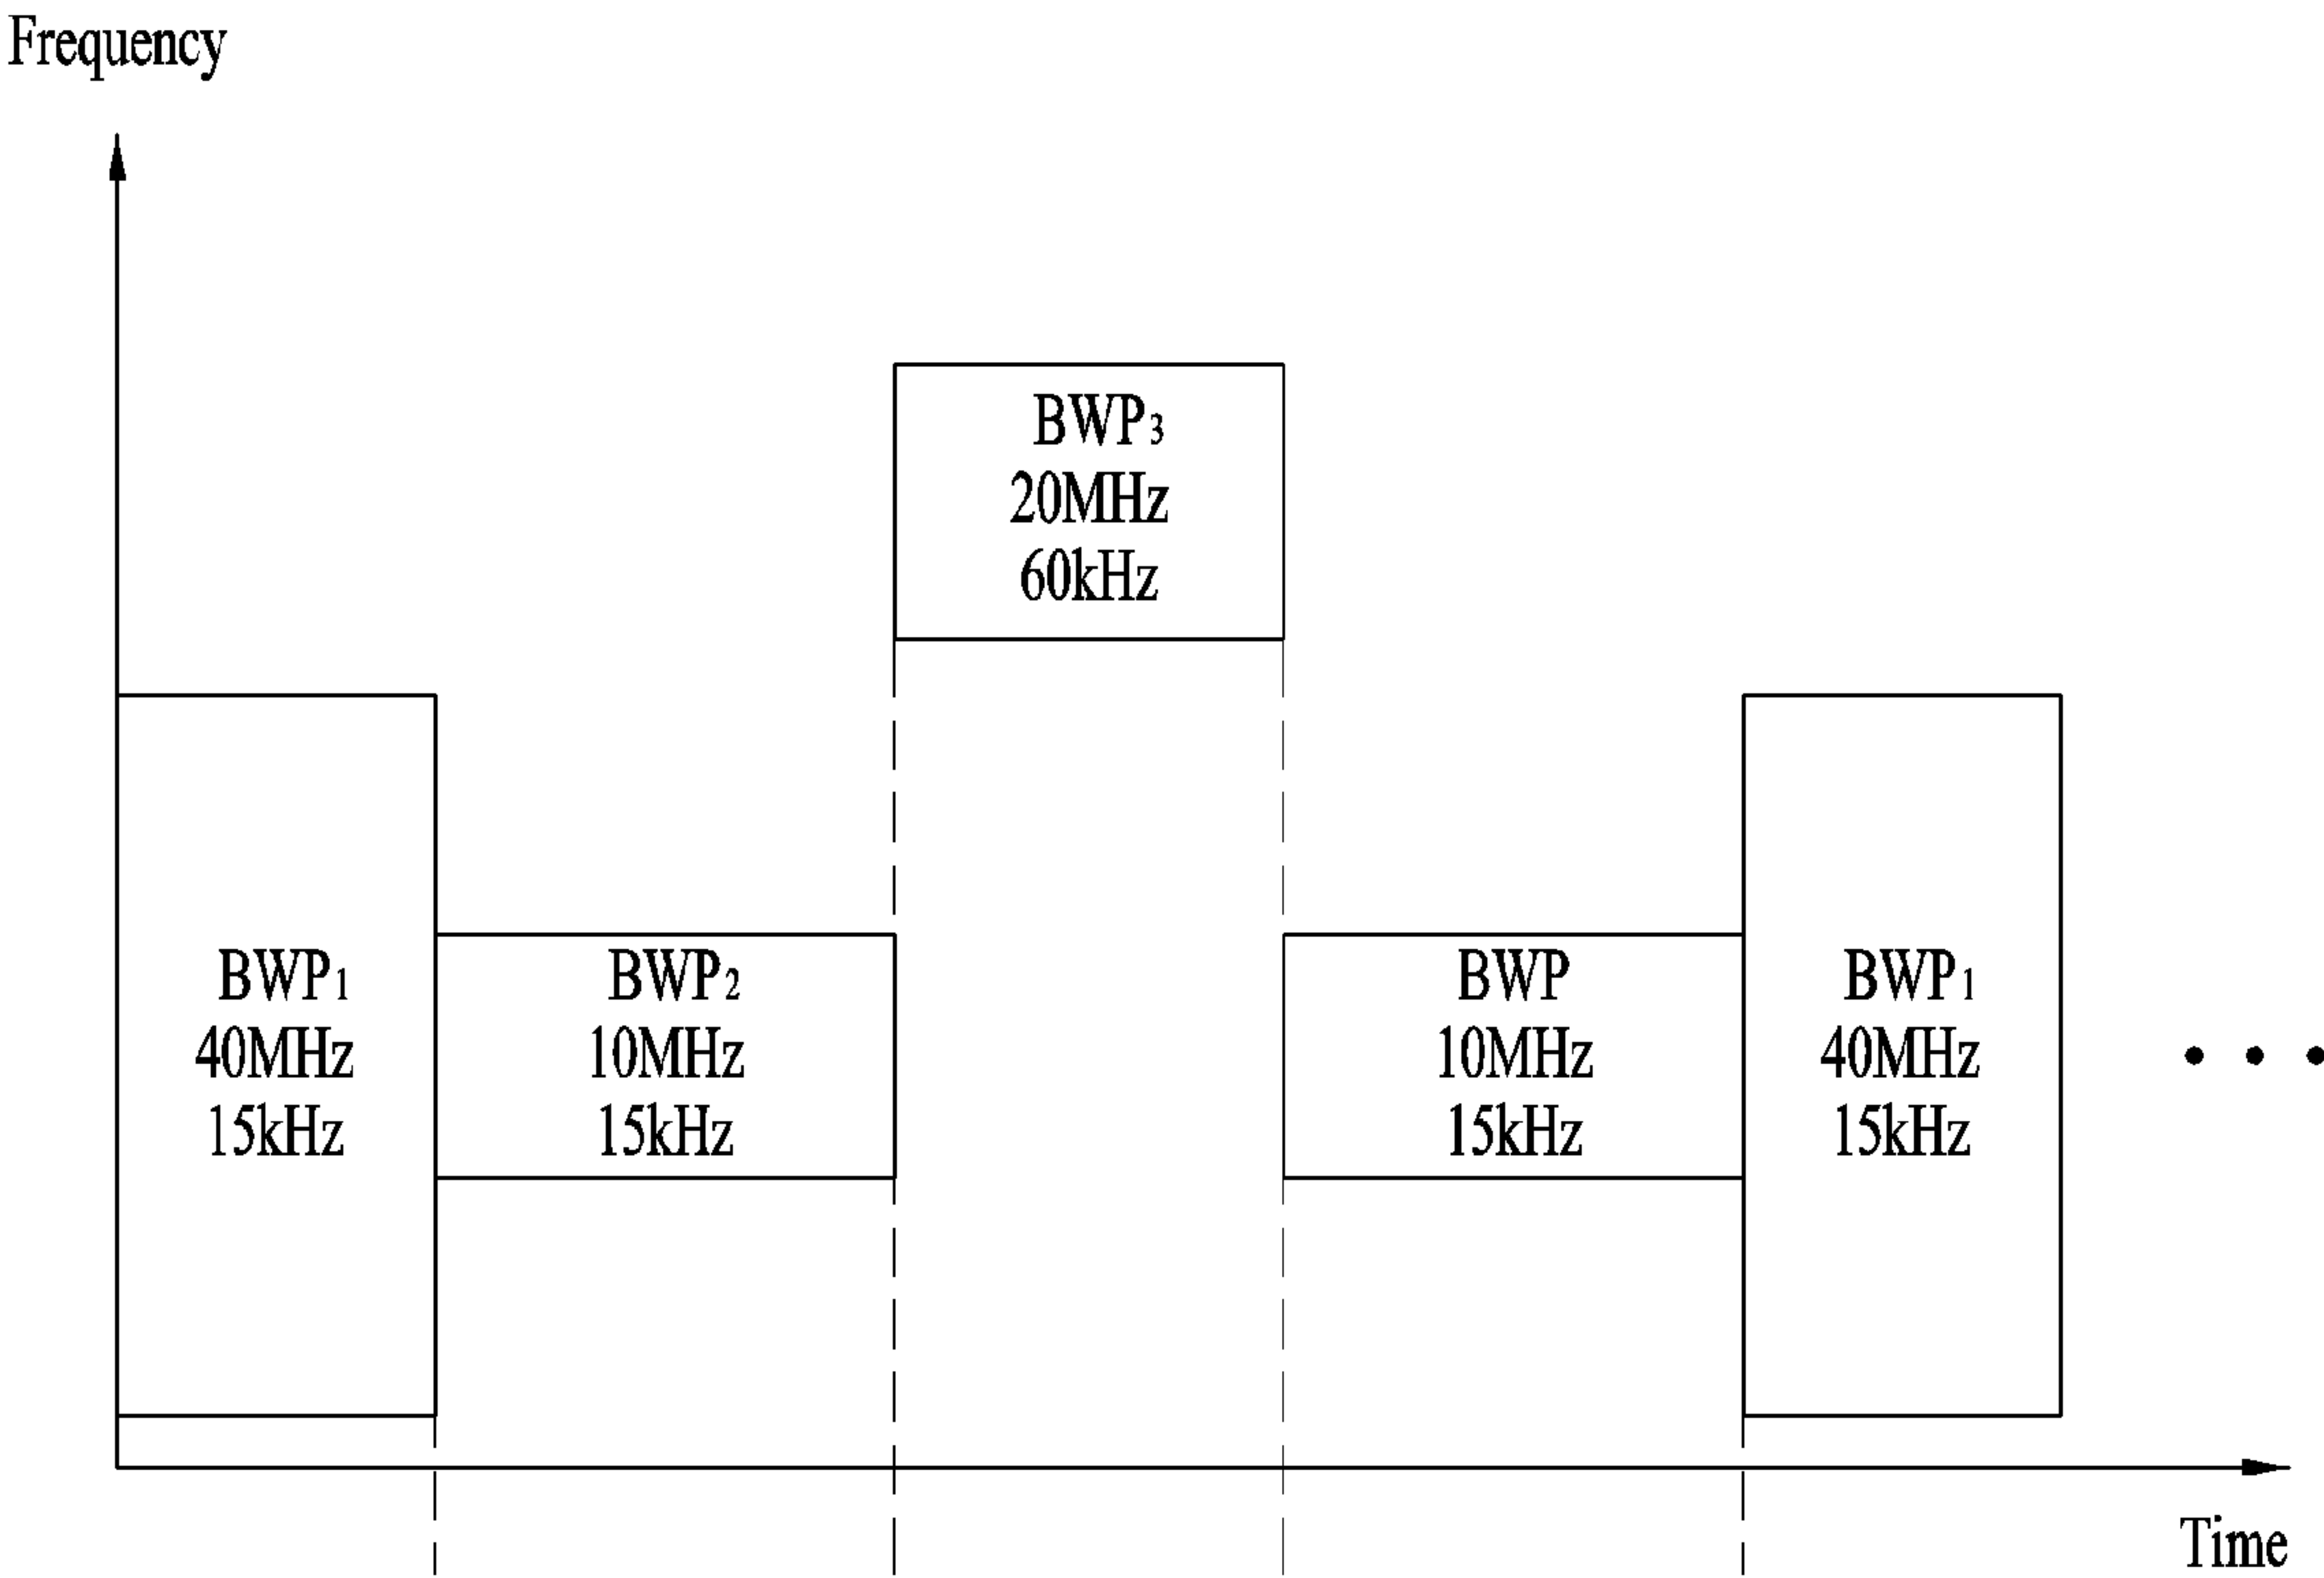 Frequency
BWP3
20MHz
60kHz
BWP1
40MHz
15kHz
BWP2
10MHz
15kHz
BWP
10MHz
15kHz
BWP1
40MHz
15kHz
• • •
Time